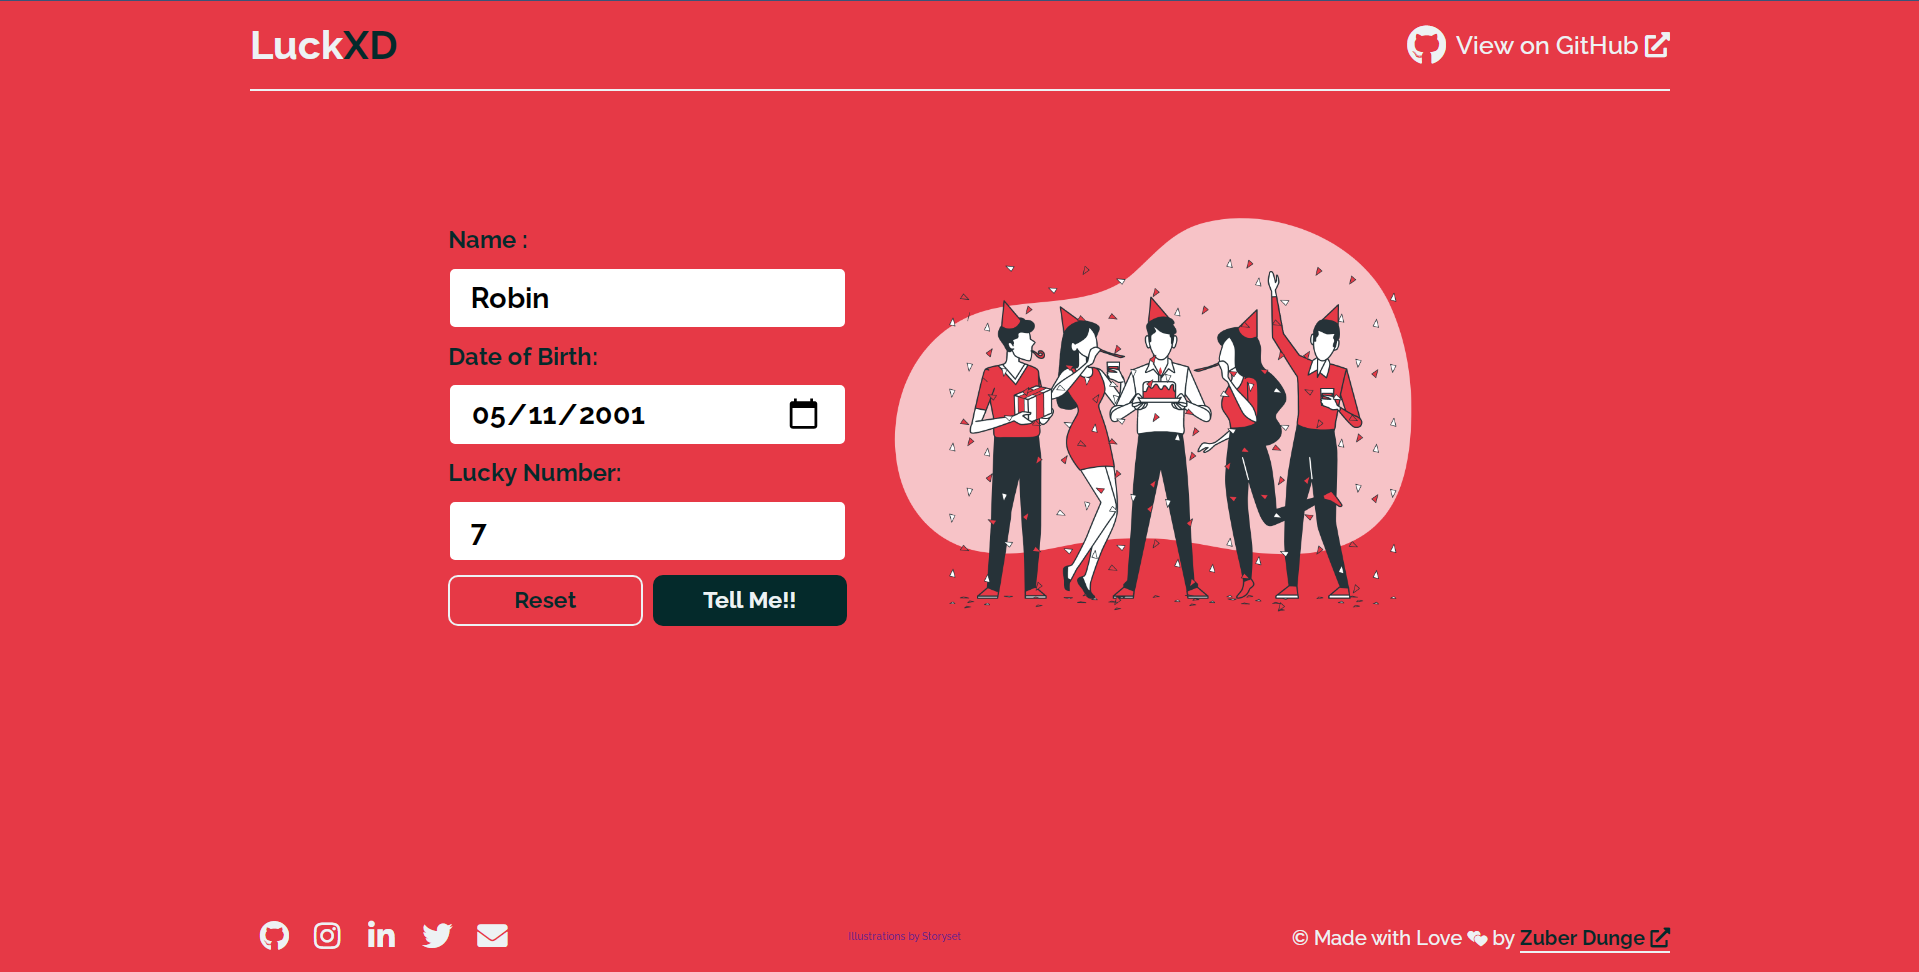 LuckXD
View on GitHub
Name :
Robin
Date of Birth:
05/11/2001
Lucky Number:
7
Reset
Tell Me!!
Illustrations by Storyset
© Made with Love by Zuber Dunge